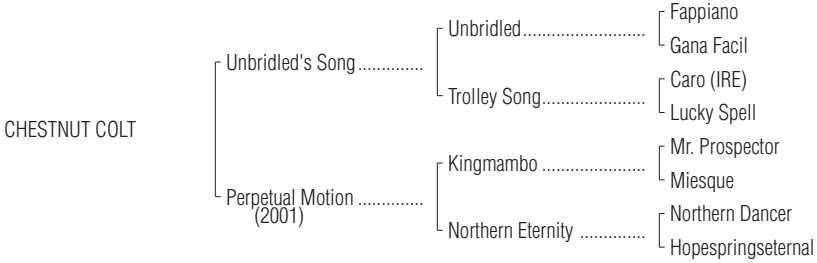 Fappiano
Unbridled..........................
Gana Facil
Unbridled's Song ..............
Caro (IRE)
Trolley Song......................
Lucky Spell
CHESTNUT COLT
Mr. Prospector
Kingmambo ......................
Miesque
Perpetual Motion ..............
(2001)
Northern Dancer
Northern Eternity ..............
Hopespringseternal